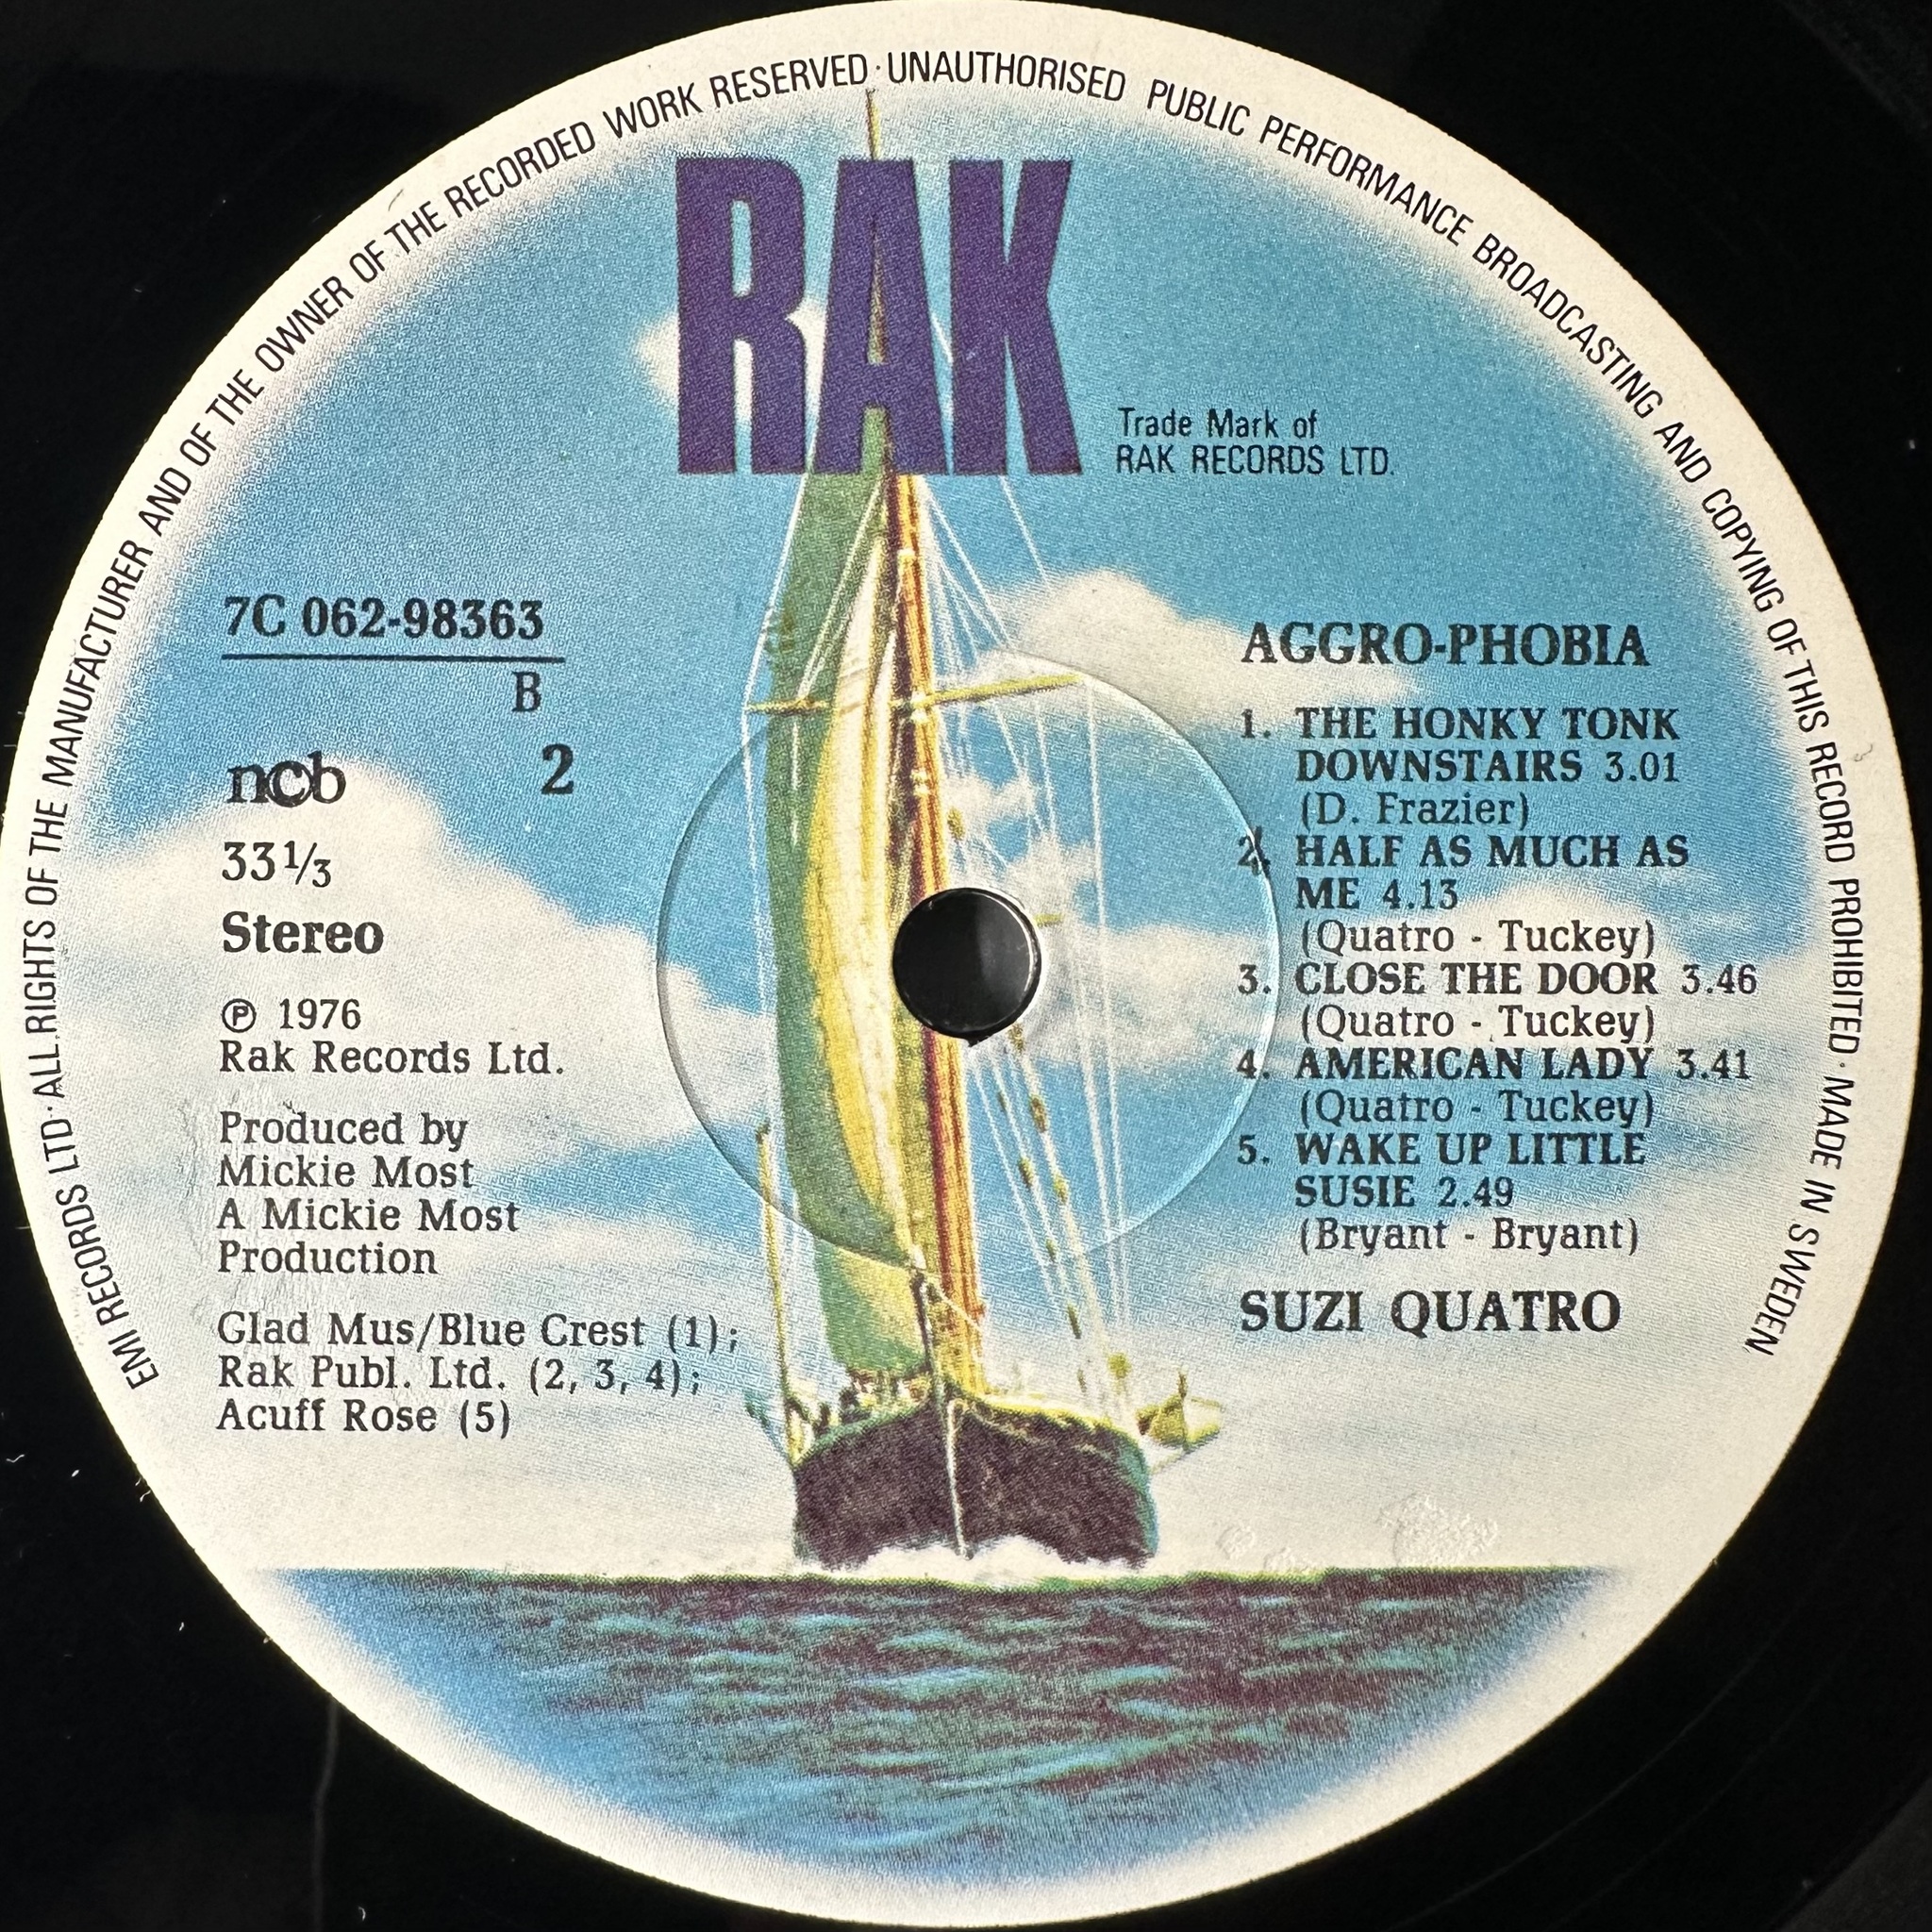 EMI RECORDS LTD · ALL RIGHTS OF THE MANUFACTURER AND OF THE OWNER OF THE RECORDED WORK RESERVED · UNAUTHORISED PUBLIC PERFORMANCE BROADCASTING AND COPYING OF THIS RECORD PROHIBITED · MADE IN SWEDEN
RAK
Trade Mark of
RAK RECORDS LTD.
7C 062-98363
B
ncb 2
33 1/3
Stereo
℗ 1976
Rak Records Ltd.
Produced by
Mickie Most
A Mickie Most
Production
Glad Mus/Blue Crest (1);
Rak Publ. Ltd. (2, 3, 4);
Acuff Rose (5)
AGGRO-PHOBIA
1. THE HONKY TONK
DOWNSTAIRS 3.01
(D. Frazier)
2. HALF AS MUCH AS
ME 4.13
(Quatro - Tuckey)
3. CLOSE THE DOOR 3.46
(Quatro - Tuckey)
4. AMERICAN LADY 3.41
(Quatro - Tuckey)
5. WAKE UP LITTLE
SUSIE 2.49
(Bryant - Bryant)
SUZI QUATRO